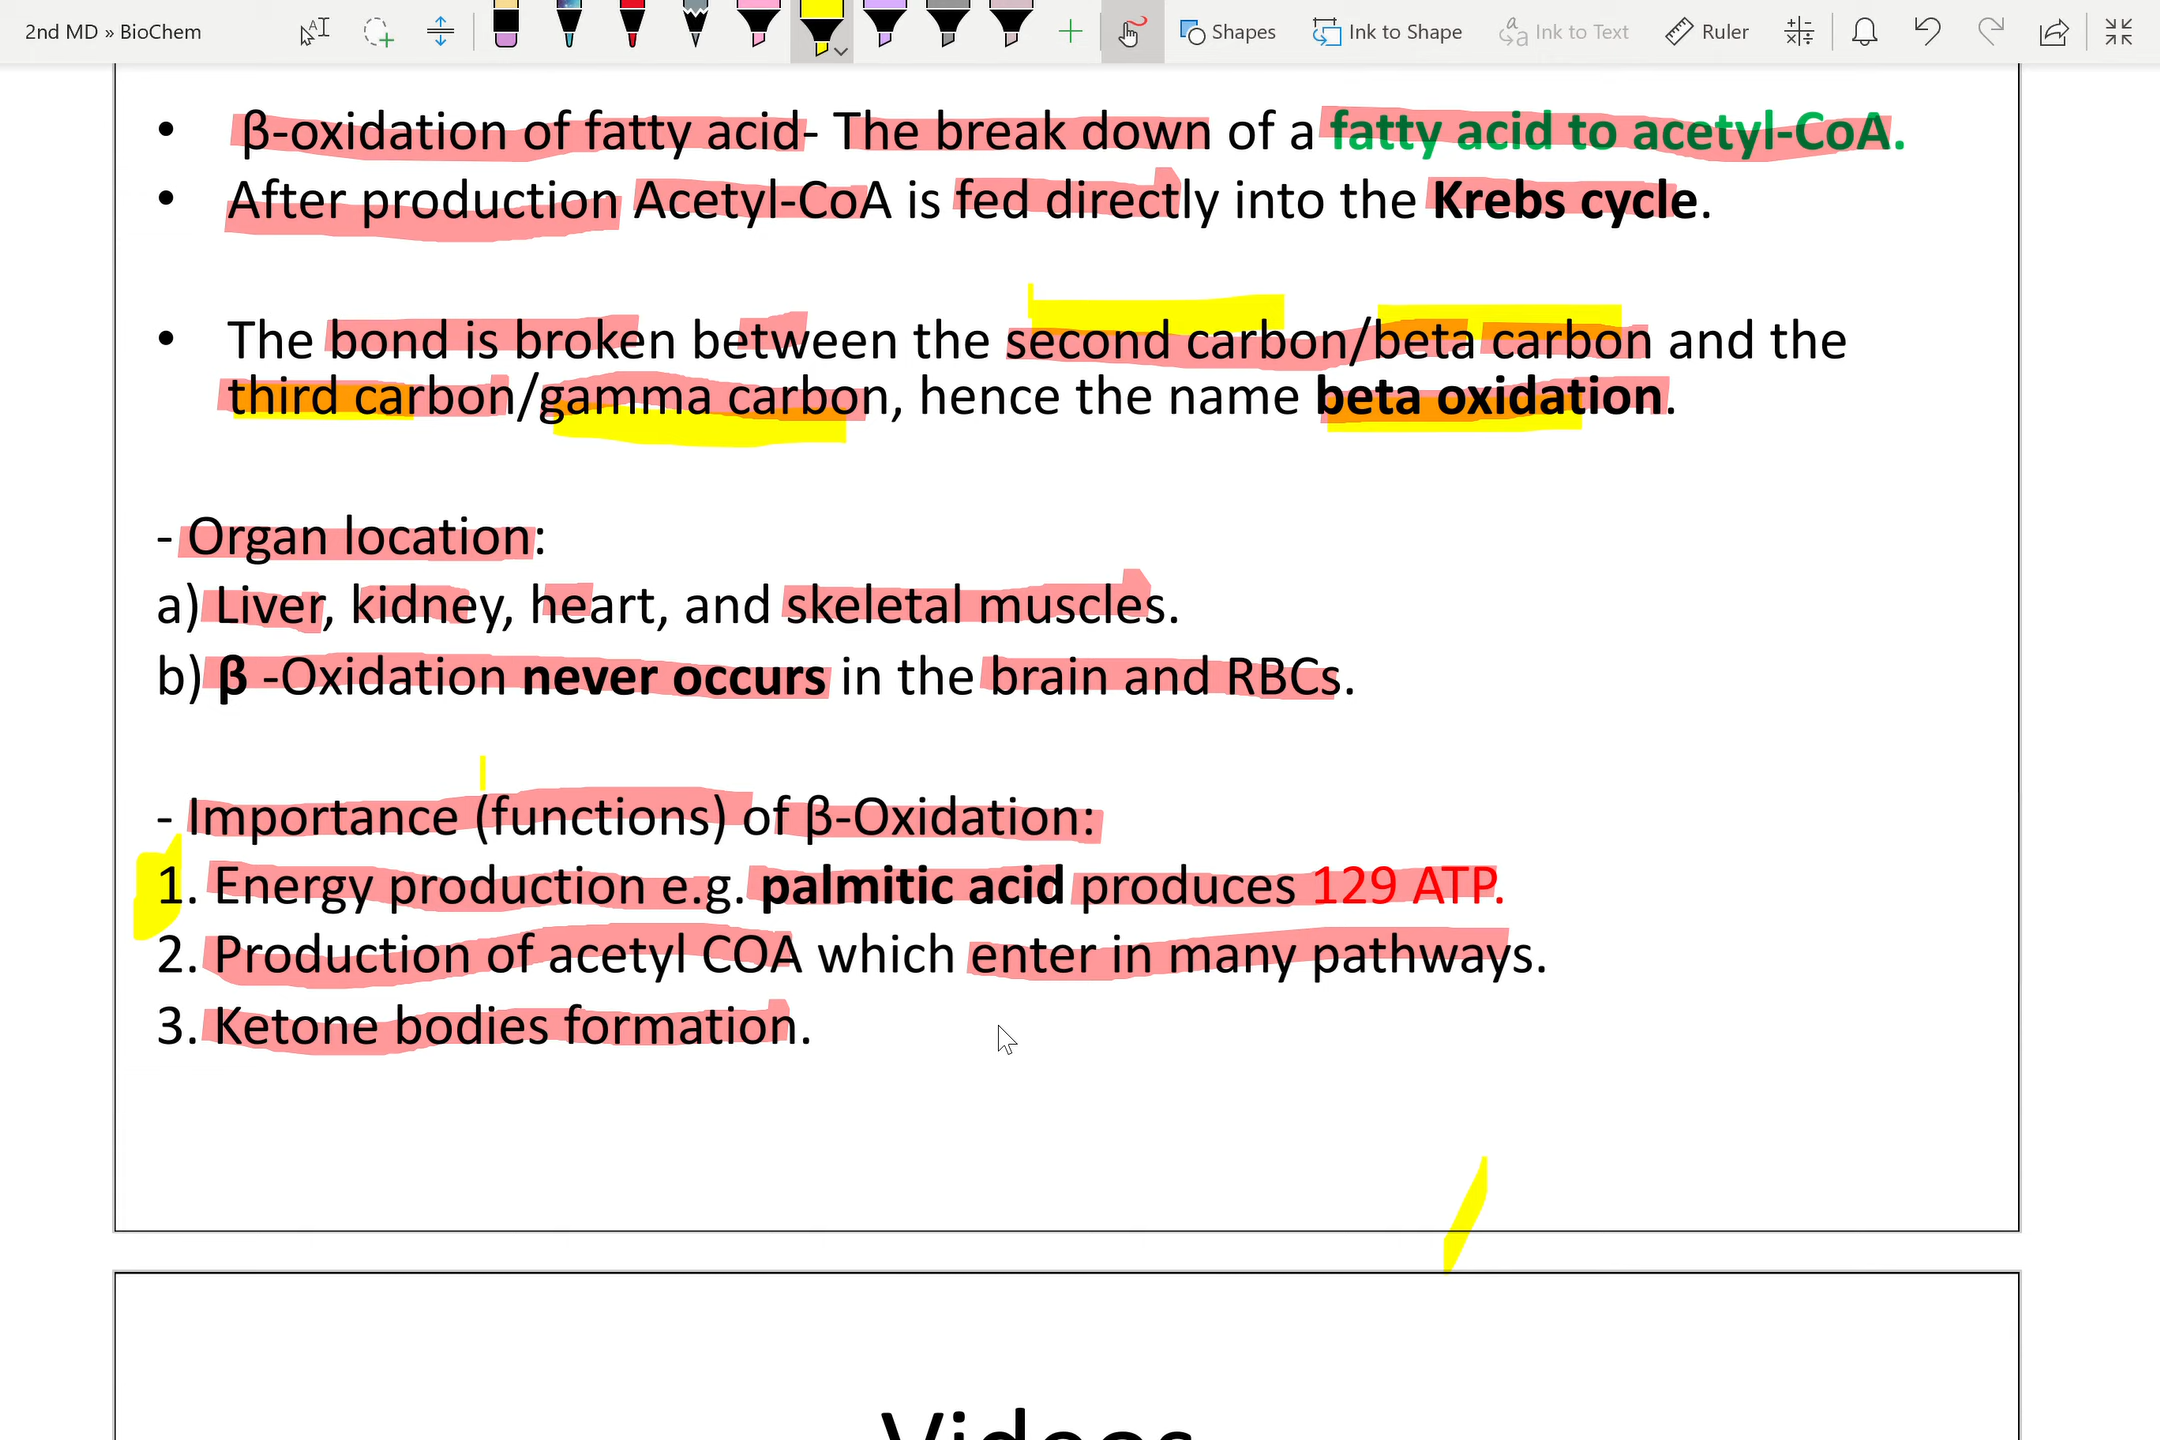 2nd MD » BioChem
Shapes
Ink to Shape
Ink to Text
Ruler
• β-oxidation of fatty acid- The break down of a fatty acid to acetyl-CoA.
• After production Acetyl-CoA is fed directly into the Krebs cycle.
• The bond is broken between the second carbon/beta carbon and the
third carbon/gamma carbon, hence the name beta oxidation.
- Organ location:
a) Liver, kidney, heart, and skeletal muscles.
b) β -Oxidation never occurs in the brain and RBCs.
- Importance (functions) of β-Oxidation:
1. Energy production e.g. palmitic acid produces 129 ATP.
2. Production of acetyl COA which enter in many pathways.
3. Ketone bodies formation.
Videos